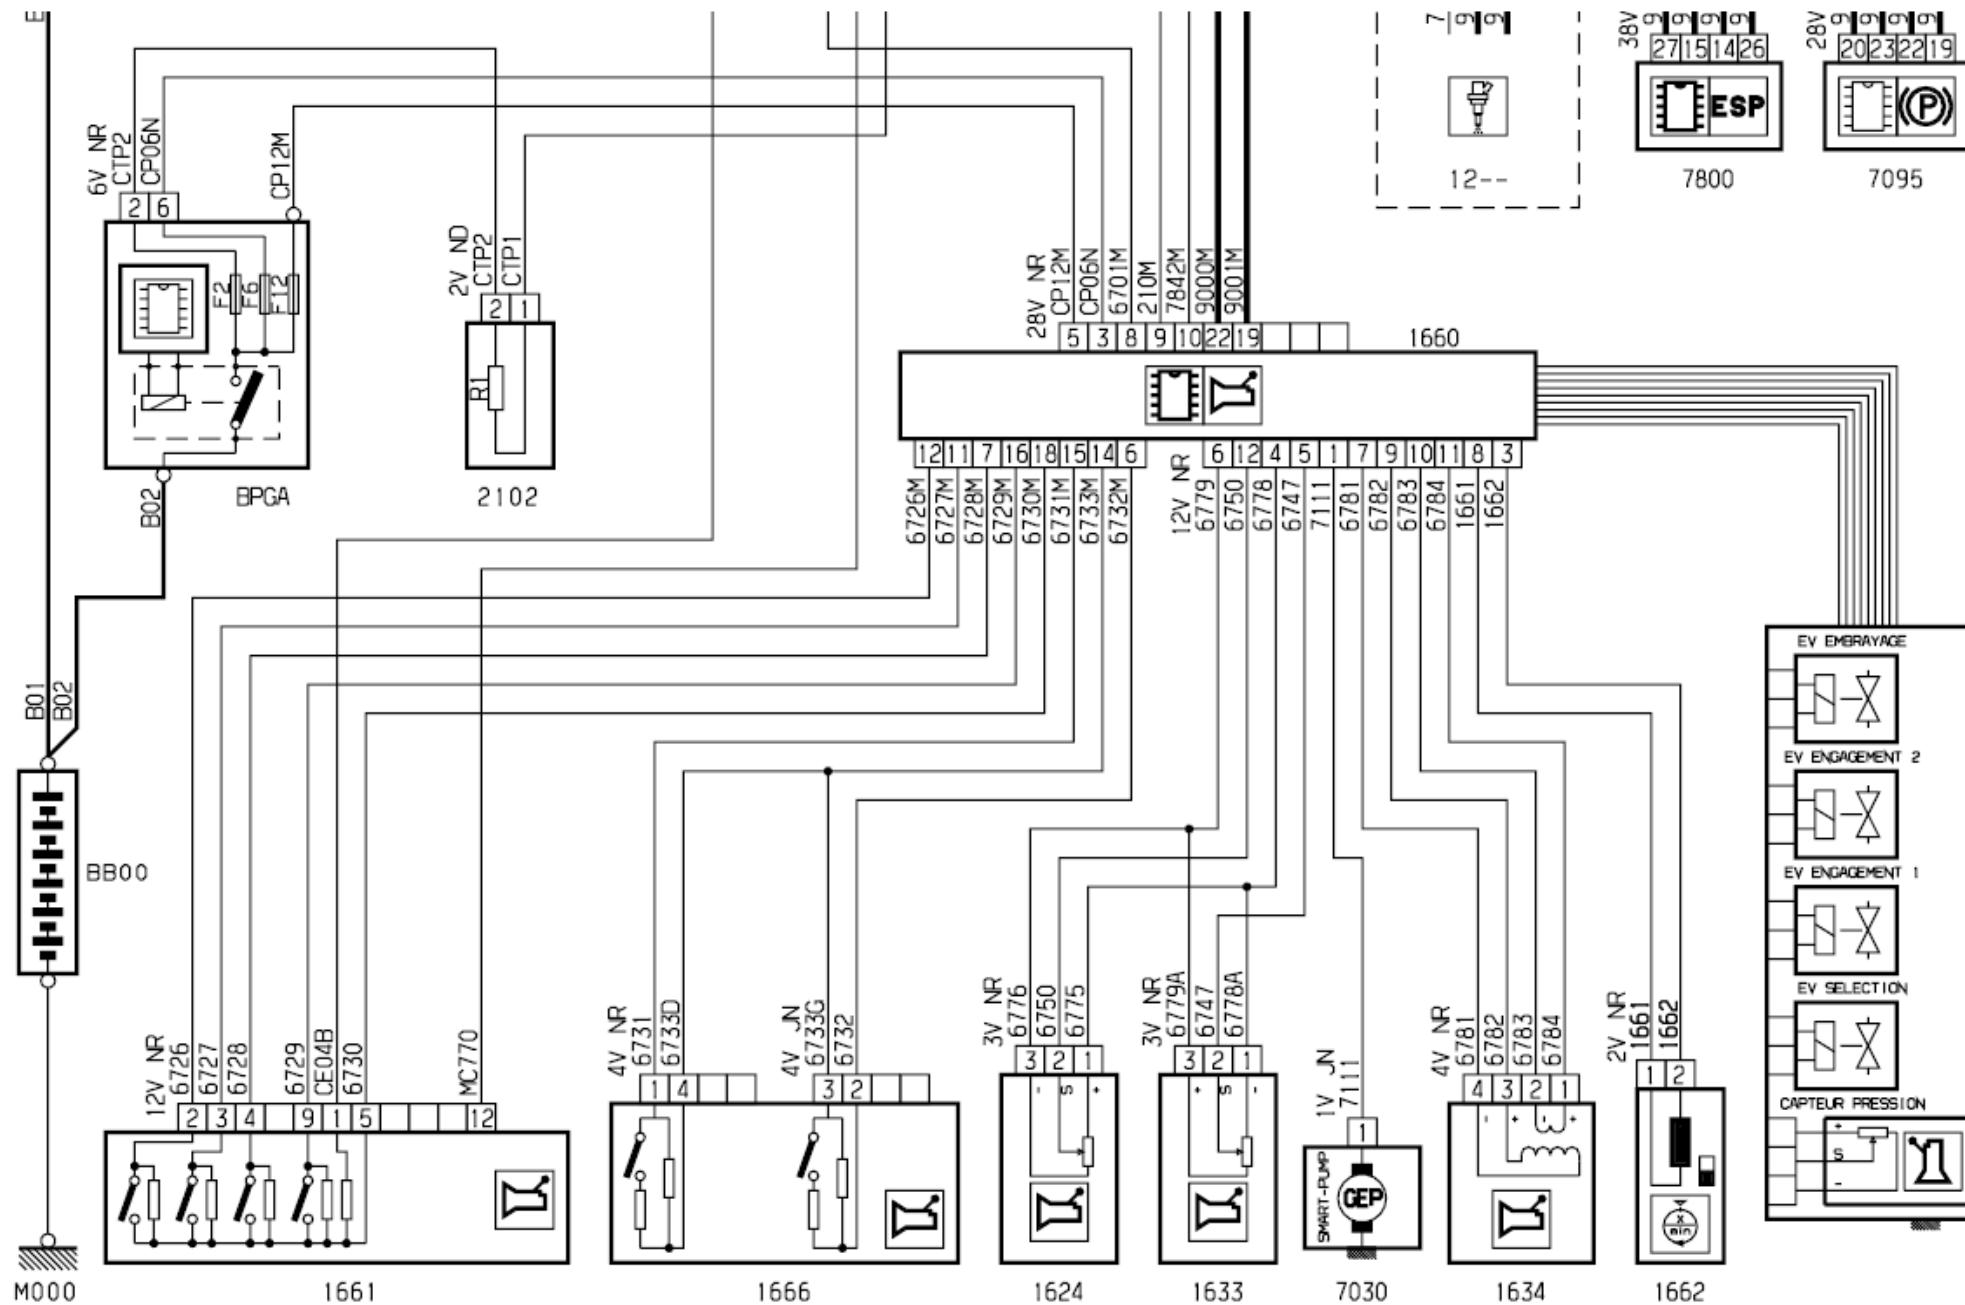 7 9 9
38V 9 9 9 9
27 15 14 26
ESP
7800
28V 9 9 9 9
20 23 22 19
(P)
7095
12--
6V NR
CTP2
CP06N
CP12M
2 6
F2
F6
F12
BPGA
B02
2V ND
CTP2
CTP1
2 1
R1
2102
28V NR
CP12M
CP06N
6701M
210M
7842M
9000M
9001M
5 3 8 9 10 22 19
1660
12 11 7 16 18 15 14 6
6726M
6727M
6728M
6729M
6730M
6731M
6733M
6732M
12V NR
6 12 4 5 1 7 9 10 11 8 3
6779
6750
6778
6747
7111
6781
6782
6783
6784
1661
1662
B01
B02
BB00
M000
EV EMBRAYAGE
EV ENGAGEMENT 2
EV ENGAGEMENT 1
EV SELECTION
CAPTEUR PRESSION
+
S
-
12V NR
6726
6727
6728
6729
CE04B
6730
MC770
2 3 4 9 1 5 12
1661
4V NR
6731
6733D
1 4
4V JN
6733G
6732
3 2
1666
3V NR
6776
6750
6775
3 2 1
- S +
1624
3V NR
6779A
6747
6778A
3 2 1
+ S -
1633
1V JN
7111
1
SMART-PUMP
GEP
7030
4V NR
6781
6782
6783
6784
4 3 2 1
- + - +
1634
2V NR
1661
1662
1 2
x
min
1662